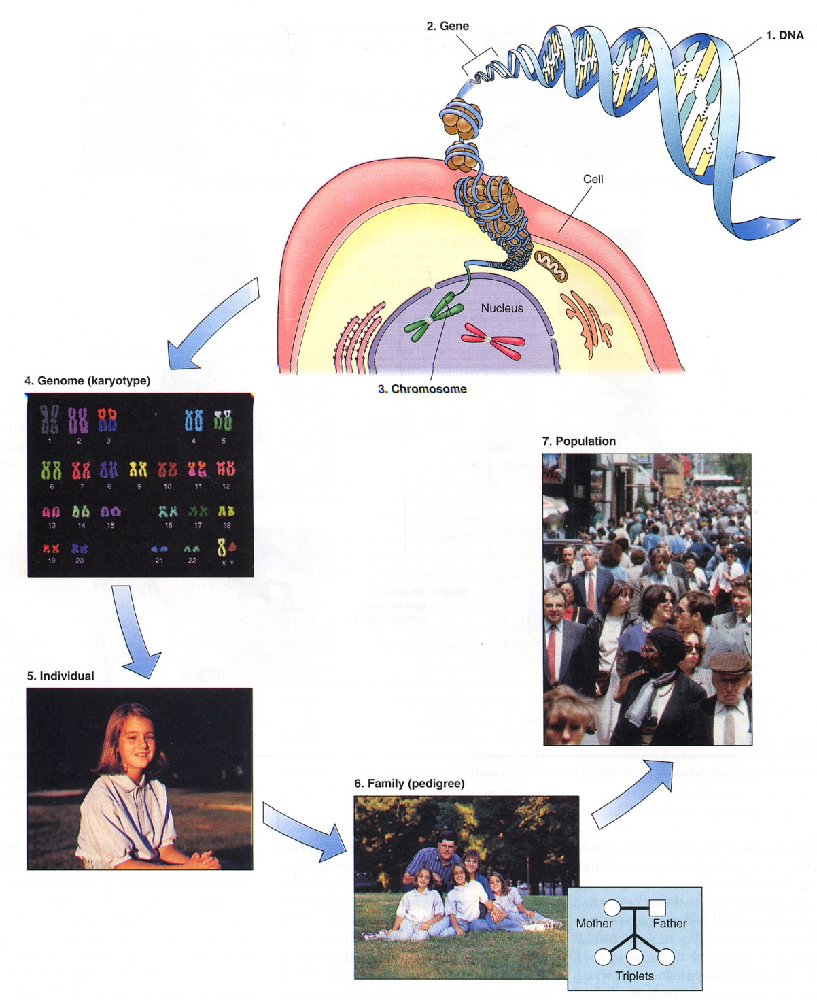 2. Gene
1. DNA
Cell
Nucleus
3. Chromosome
4. Genome (karyotype)
1 2 3 4 5
6 7 8 9 10 11 12
13 14 15 16 17 18
19 20 21 22 X Y
5. Individual
6. Family (pedigree)
Mother Father
Triplets
7. Population